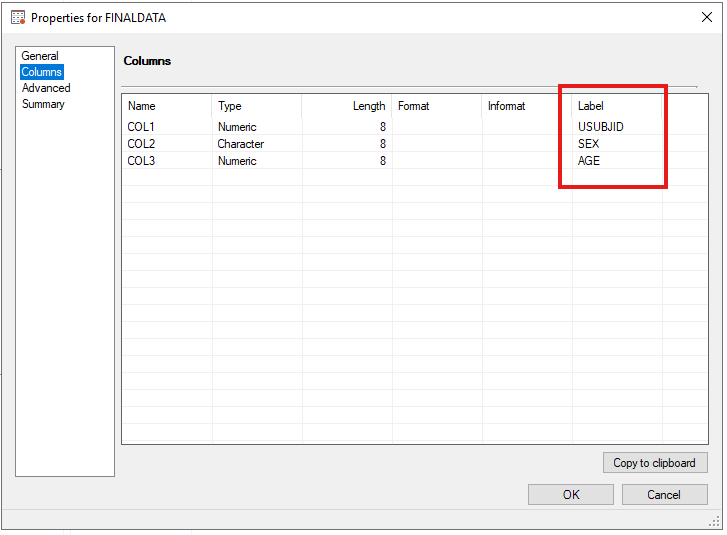 Properties for FINALDATA
General
Columns
Advanced
Summary
Columns
Name Type Length Format Informat Label
COL1 Numeric 8 USUBJID
COL2 Character 8 SEX
COL3 Numeric 8 AGE
Copy to clipboard
OK Cancel